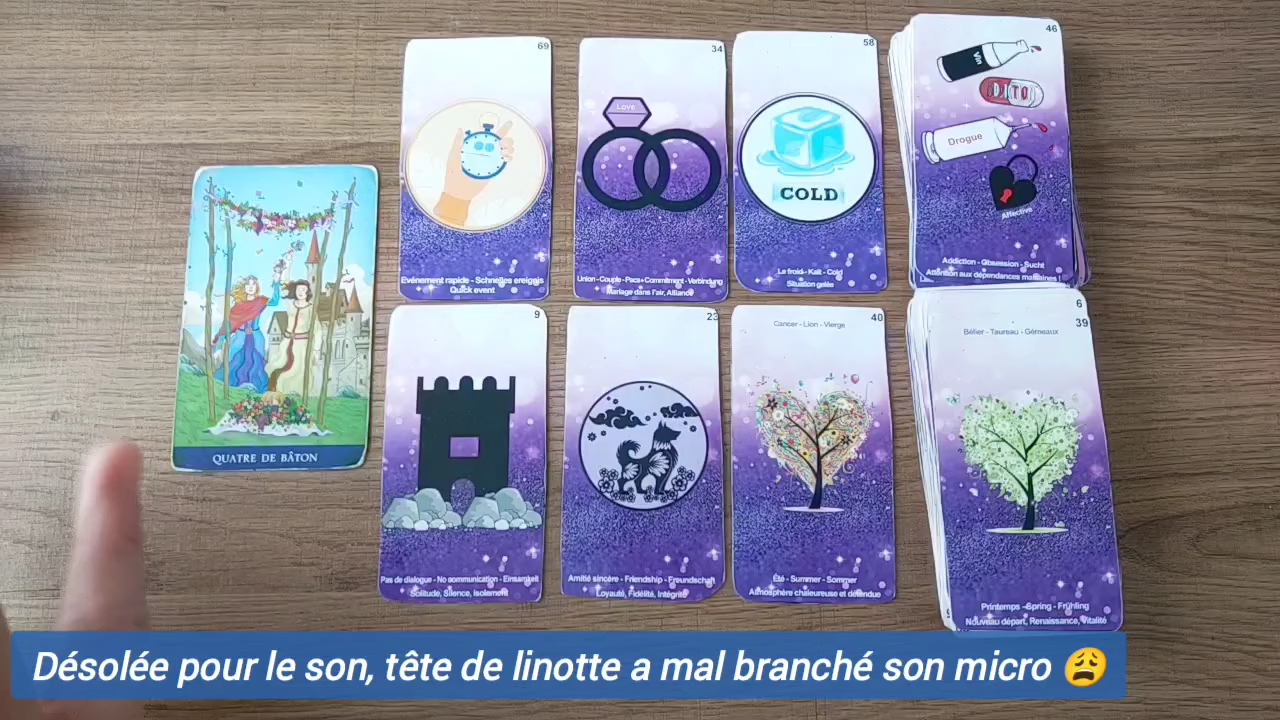 69
Evénement rapide - Schnelles ereignis
Quick event
34
Love
Union - Couple - Pacs - Commitment - Verbindung
Mariage dans l'air, Alliance
58
COLD
Le froid - Kalt - Cold
Situation gelée
46
Vin
DITO
Drogue
Affective
Addiction - Obsession - Sucht
Attention aux dépendances malsaines !
QUATRE DE BÂTON
9
Pas de dialogue - No communication - Einsamkeit
Solitude, Silence, Isolement
23
Amitié sincère - Friendship - Freundschaft
Loyauté, Fidélité, Intégrité
40
Cancer - Lion - Vierge
Été - Summer - Sommer
Atmosphère chaleureuse et détendue
6
39
Bélier - Taureau - Gémeaux
Printemps - Spring - Frühling
Nouveau départ, Renaissance, Vitalité
Désolée pour le son, tête de linotte a mal branché son micro 😩